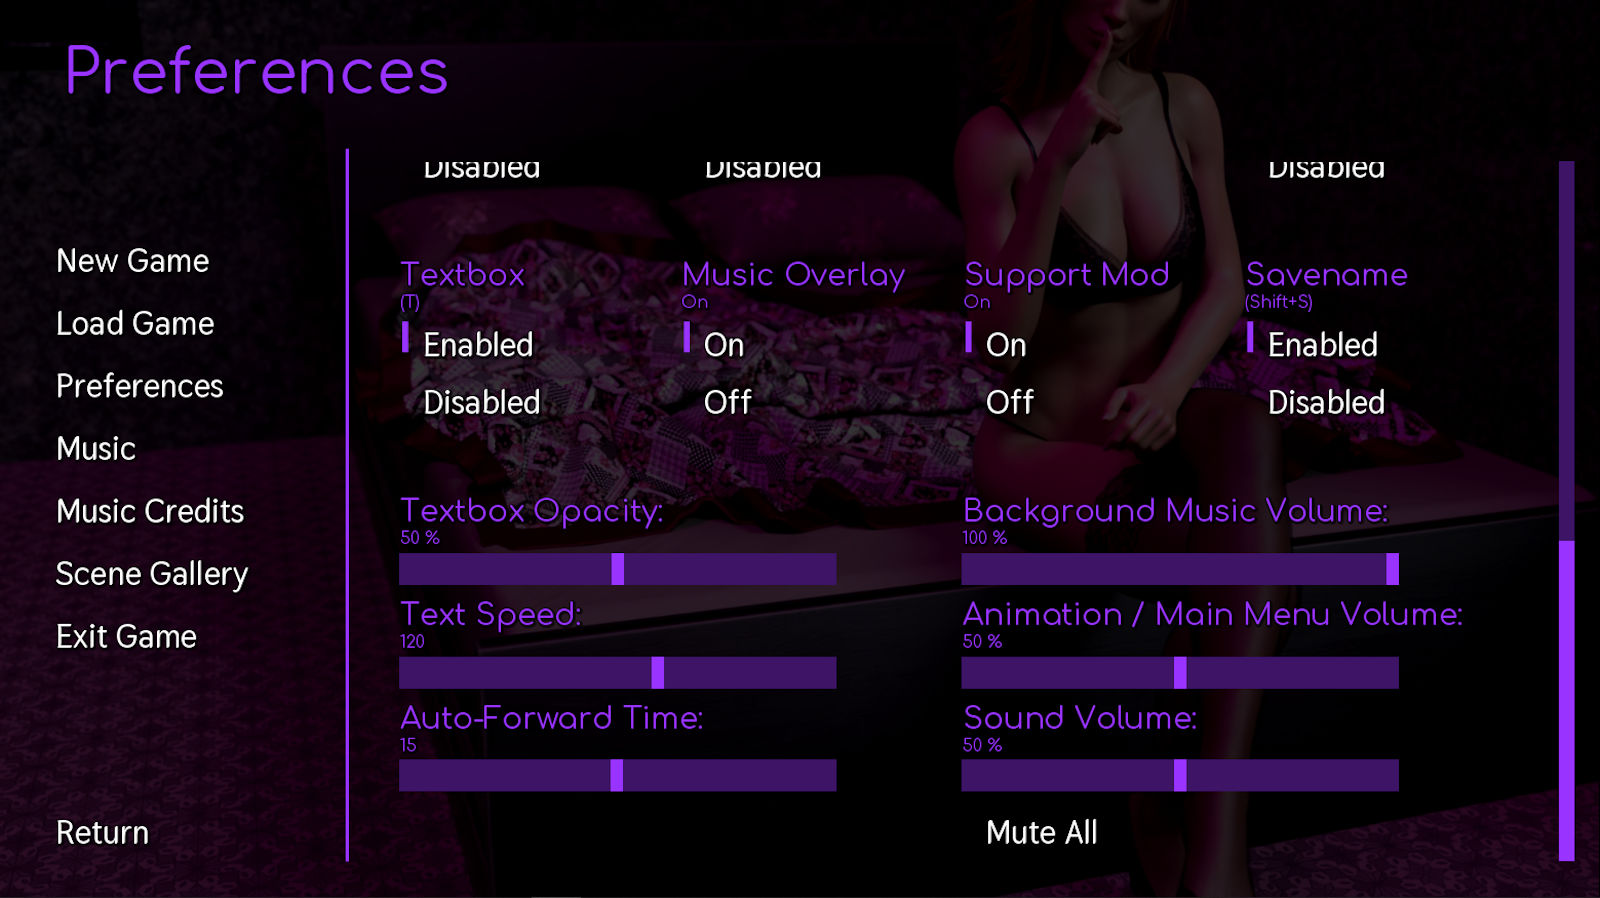 Preferences
Disabled Disabled Disabled
New Game
Load Game
Preferences
Music
Music Credits
Scene Gallery
Exit Game
Return
Textbox Music Overlay Support Mod Savename
(T) On On (Shift+S)
Enabled On On Enabled
Disabled Off Off Disabled
Textbox Opacity: Background Music Volume:
50 % 100 %
Text Speed: Animation / Main Menu Volume:
120 50 %
Auto-Forward Time: Sound Volume:
15 50 %
Mute All